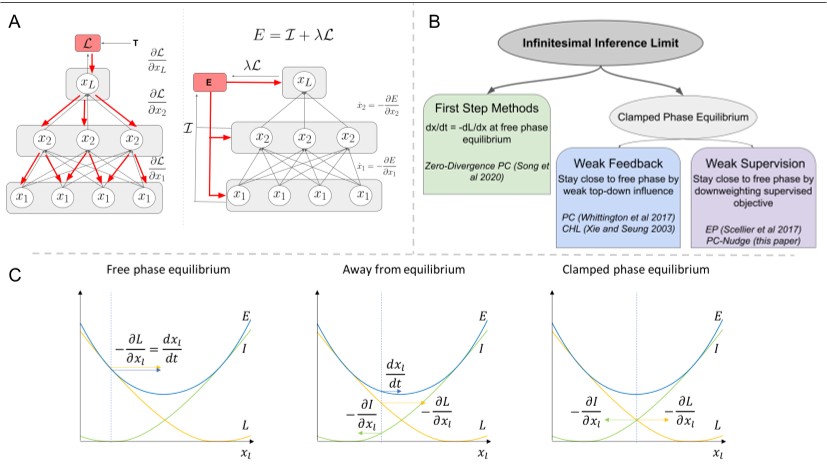 A
ℒ
T
∂ℒ
∂x_L
x_L
∂ℒ
∂x_2
x_2 x_2 x_2
∂ℒ
∂x_1
x_1 x_1 x_1 x_1
E = ℐ + λℒ
λℒ
E
x_L
ℐ
ẋ_2 = −∂E/∂x_2
x_2 x_2 x_2
ẋ_1 = −∂E/∂x_1
x_1 x_1 x_1 x_1
B
Infinitesimal Inference Limit
First Step Methods
dx/dt = -dL/dx at free phase
equilibrium
Zero-Divergence PC (Song et
al 2020)
Clamped Phase Equilibrium
Weak Feedback
Stay close to free phase by
weak top-down influence
PC (Whittington et al 2017)
CHL (Xie and Seung 2003)
Weak Supervision
Stay close to free phase by
downweighting supervised
objective
EP (Scellier et al 2017)
PC-Nudge (this paper)
C
Free phase equilibrium
E
I
−∂L/∂x_l = dx_l/dt
L
x_L
Away from equilibrium
E
I
dx_l/dt
−∂I/∂x_l
−∂L/∂x_l
L
x_L
Clamped phase equilibrium
E
I
−∂I/∂x_l
−∂L/∂x_l
L
x_L